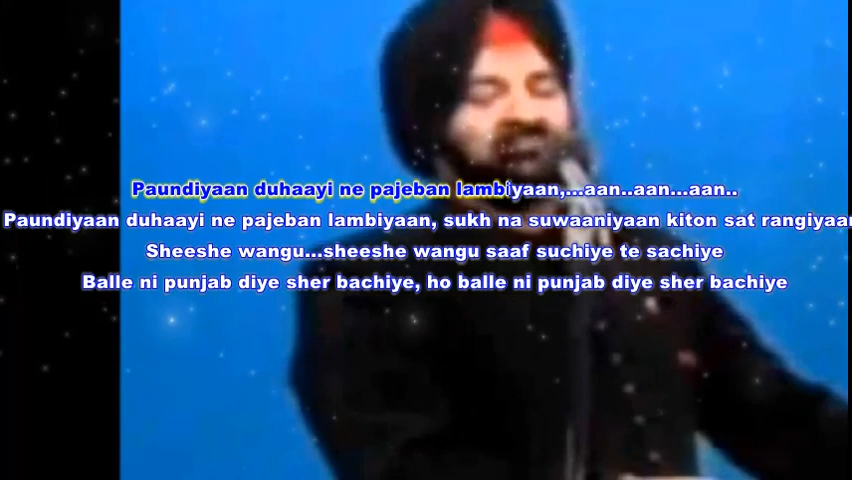 Paundiyaan duhaayi ne pajeban lambiyaan,...aan..aan...aan..
Paundiyaan duhaayi ne pajeban lambiyaan, sukh na suwaaniyaan kiton sat rangiyaan
Sheeshe wangu...sheeshe wangu saaf suchiye te sachiye
Balle ni punjab diye sher bachiye, ho balle ni punjab diye sher bachiye